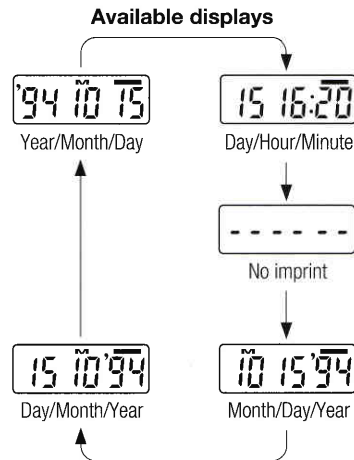 Available displays
'94 M 10 15
Year/Month/Day
15 16:20
Day/Hour/Minute
- - - - - -
No imprint
15 M 10 '94
Day/Month/Year
M 10 15 '94
Month/Day/Year